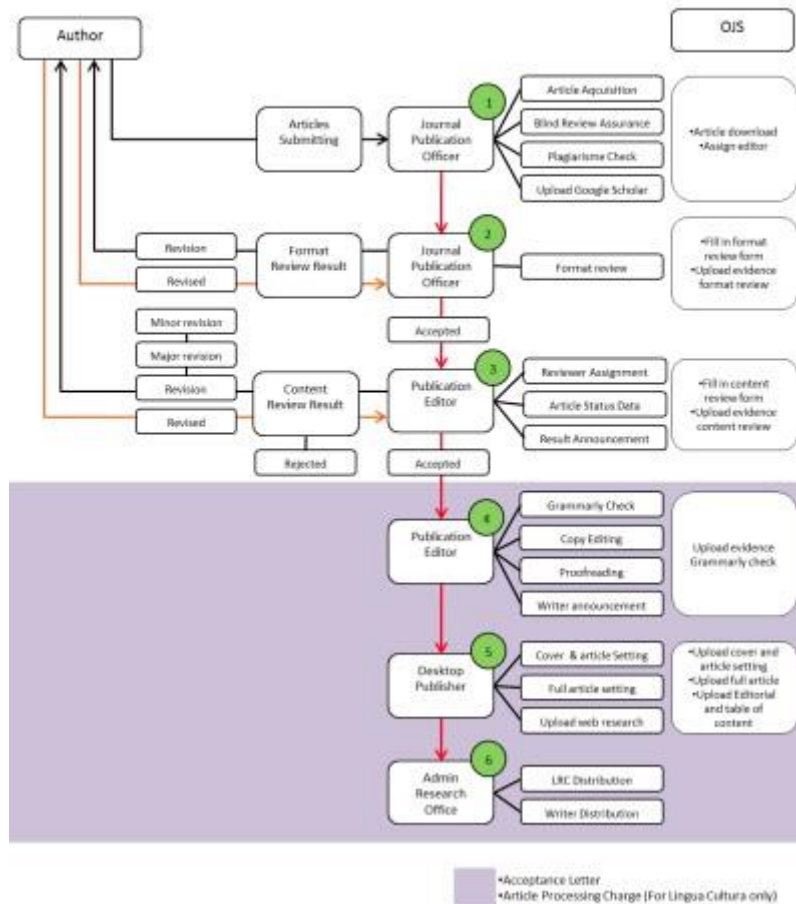 Author
OJS
1
Articles
Submitting
Journal
Publication
Officer
Article Aqcuisition
Blind Review Assurance
Plagiarisme Check
Upload Google Scholar
•Article download
•Assign editor
2
Revision
Revised
Format
Review Result
Journal
Publication
Officer
Format review
•Fill in format
review form
•Upload evidence
format review
Accepted
Minor revision
Major revision
Revision
Revised
Content
Review Result
Rejected
3
Publication
Editor
Reviewer Assignment
Article Status Data
Result Announcement
•Fill in content
review form
•Upload evidence
content review
Accepted
4
Publication
Editor
Grammarly Check
Copy Editing
Proofreading
Writer announcement
Upload evidence
Grammarly check
5
Desktop
Publisher
Cover & article Setting
Full article setting
Upload web research
•Upload cover and
article setting
•Upload full article
•Upload Editorial
and table of
content
6
Admin
Research
Office
LRC Distribution
Writer Distribution
•Acceptance Letter
•Article Processing Charge (For Lingua Cultura only)